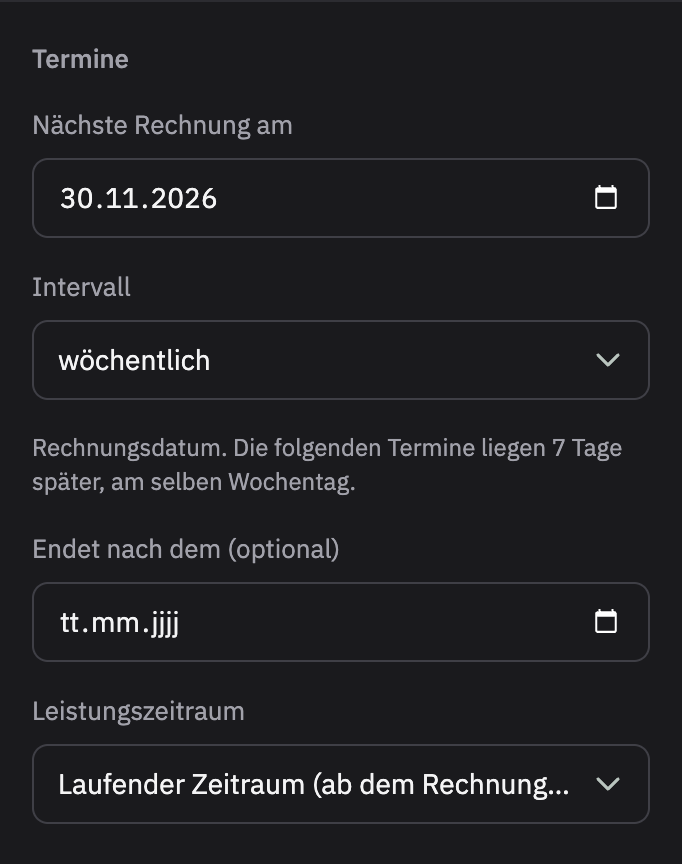 Termine
Nächste Rechnung am
30.11.2026
Intervall
wöchentlich
Rechnungsdatum. Die folgenden Termine liegen 7 Tage
später, am selben Wochentag.
Endet nach dem (optional)
tt.mm.jjjj
Leistungszeitraum
Laufender Zeitraum (ab dem Rechnung...